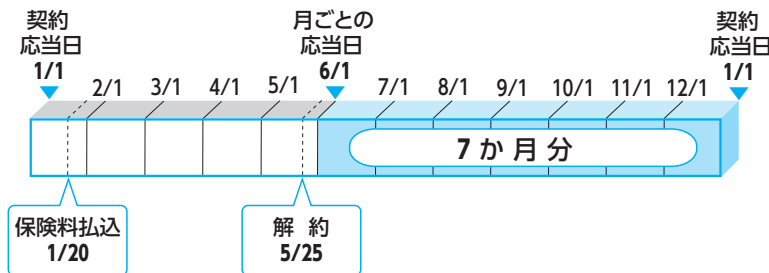 契約
応当日
1/1
月ごとの
応当日
6/1
契約
応当日
1/1
2/1
3/1
4/1
5/1
7/1
8/1
9/1
10/1
11/1
12/1
7か月分
保険料払込
1/20
解約
5/25